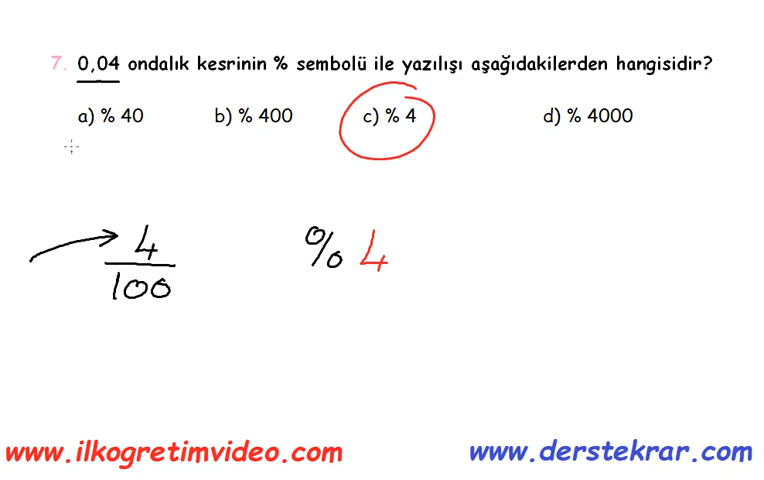 7. 0,04 ondalık kesrinin % sembolü ile yazılışı aşağıdakilerden hangisidir?
a) % 40 b) % 400 c) % 4 d) % 4000
4
100
% 4
www.ilkogretimvideo.com www.derstekrar.com